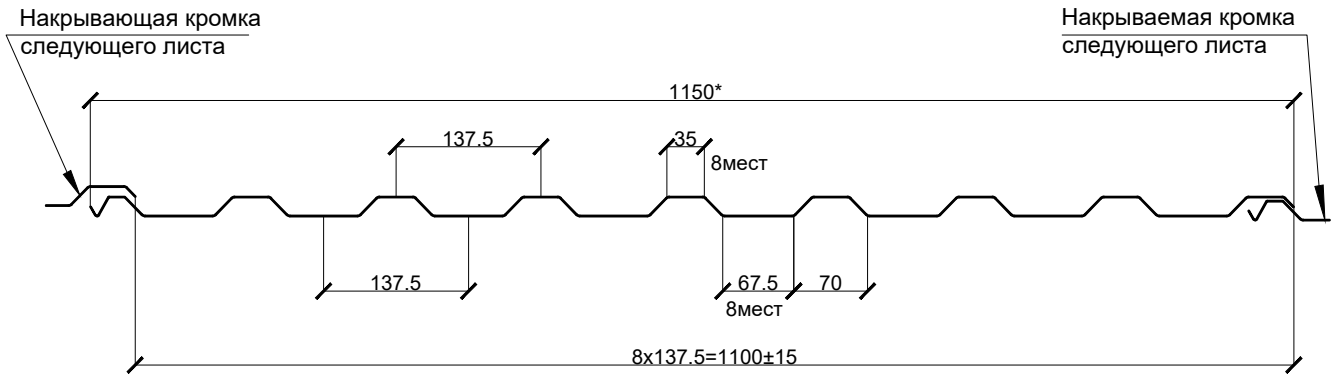 Накрывающая кромка
следующего листа
Накрываемая кромка
следующего листа
1150*
137.5
35
8мест
137.5
67.5
70
8мест
8x137.5=1100±15